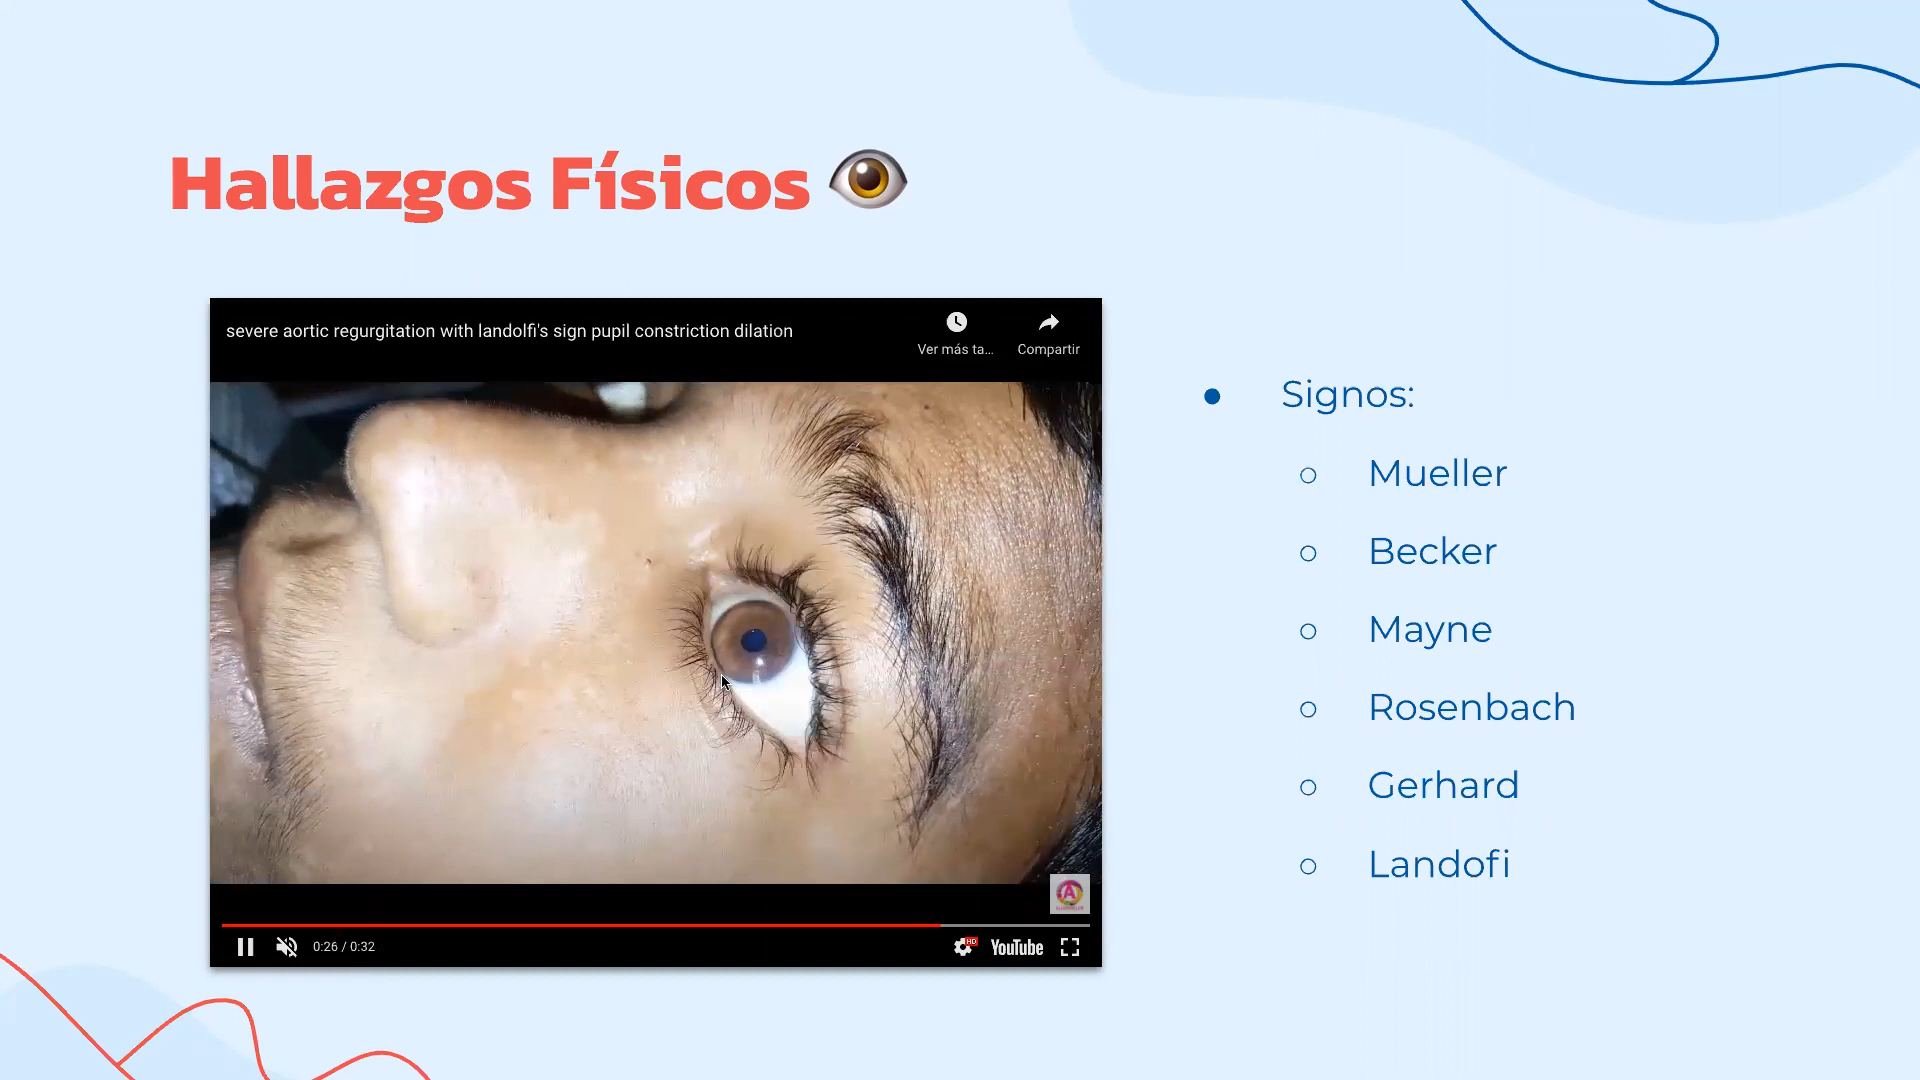 Hallazgos Físicos
severe aortic regurgitation with landolfi's sign pupil constriction dilation
Ver más ta...
Compartir
Signos:
Mueller
Becker
Mayne
Rosenbach
Gerhard
Landofi
0:26 / 0:32
HD
YouTube